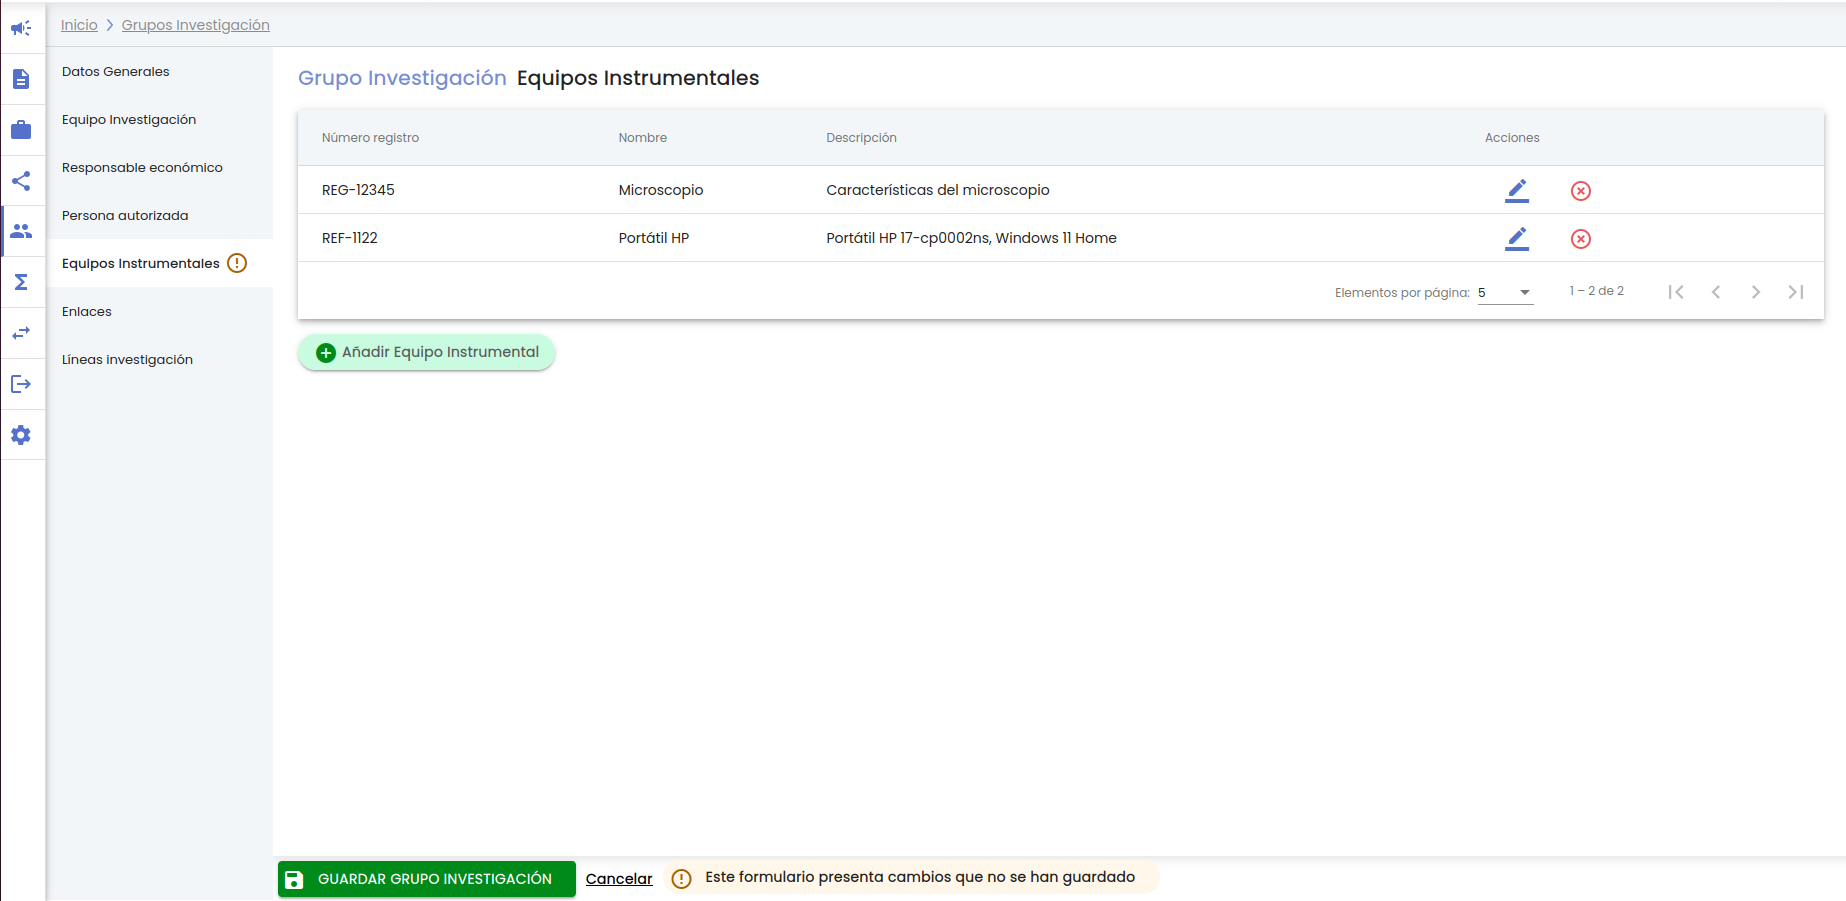 Inicio > Grupos Investigación
Datos Generales
Equipo Investigación
Responsable económico
Persona autorizada
Equipos Instrumentales
Enlaces
Líneas investigación
Grupo Investigación Equipos Instrumentales
Número registro Nombre Descripción Acciones
REG-12345 Microscopio Características del microscopio
REF-1122 Portátil HP Portátil HP 17-cp0002ns, Windows 11 Home
Elementos por página: 5 1 – 2 de 2
Añadir Equipo Instrumental
GUARDAR GRUPO INVESTIGACIÓN Cancelar Este formulario presenta cambios que no se han guardado